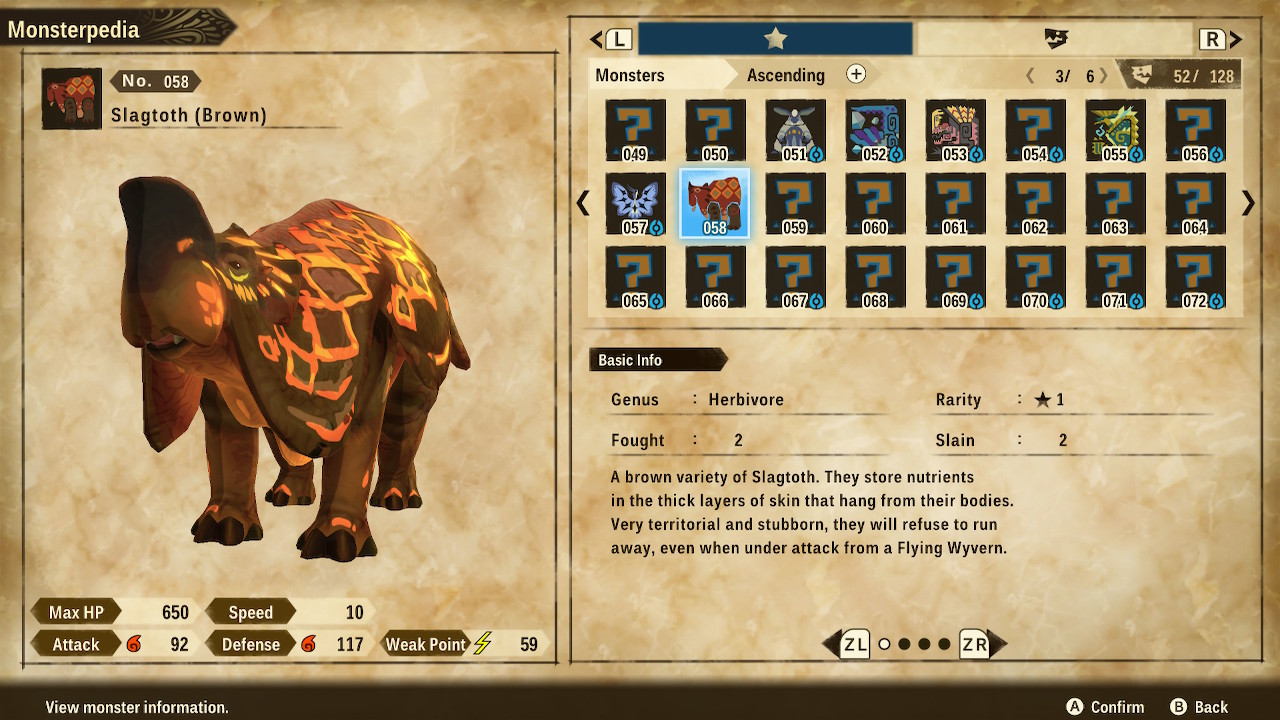 Monsterpedia
No. 058
Slagtoth (Brown)
Max HP 650 Speed 10
Attack 92 Defense 117 Weak Point 59
L R
Monsters Ascending 3/ 6 52/ 128
? ? ? ?
049 050 051 052 053 054 055 056
? ? ? ? ? ?
057 058 059 060 061 062 063 064
? ? ? ? ? ? ? ?
065 066 067 068 069 070 071 072
Basic Info
Genus : Herbivore Rarity : ★ 1
Fought : 2 Slain : 2
A brown variety of Slagtoth. They store nutrients
in the thick layers of skin that hang from their bodies.
Very territorial and stubborn, they will refuse to run
away, even when under attack from a Flying Wyvern.
ZL ZR
View monster information.
A Confirm B Back